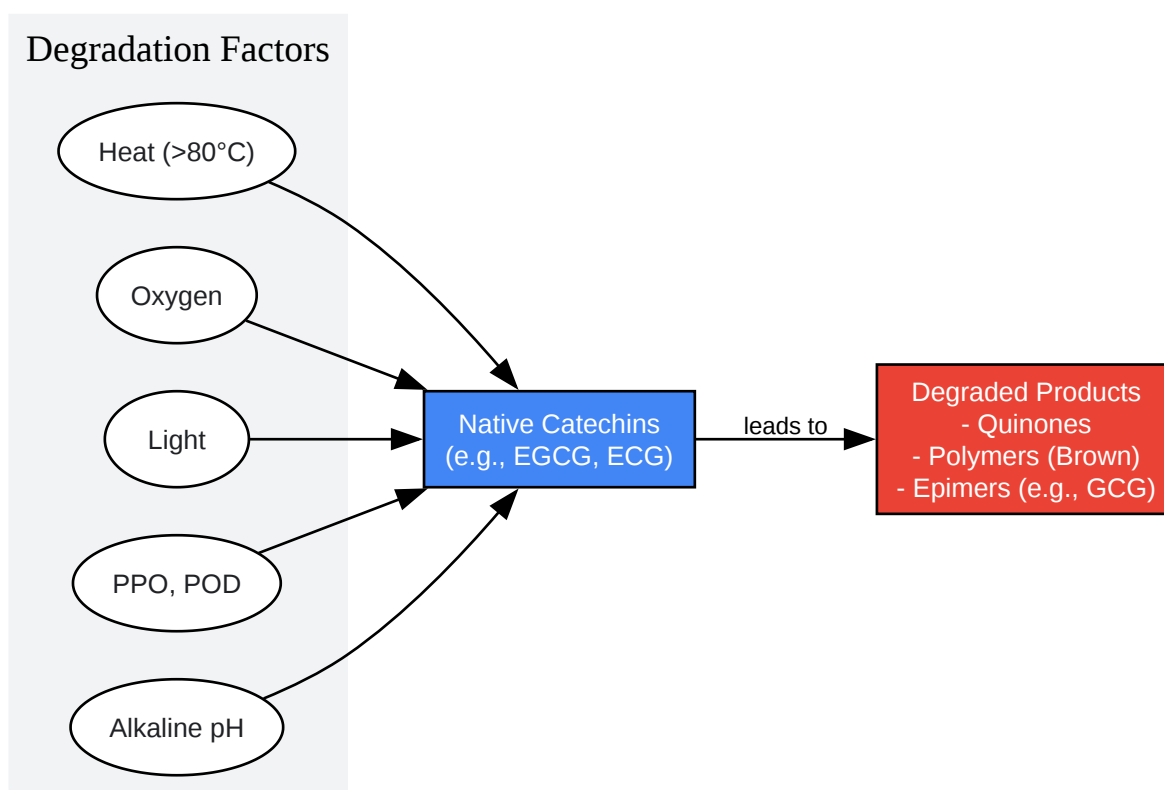 Degradation Factors
Heat (>80°C)
Oxygen
Light
PPO, POD
Alkaline pH
Native Catechins
(e.g., EGCG, ECG)
leads to
Degraded Products
- Quinones
- Polymers (Brown)
- Epimers (e.g., GCG)